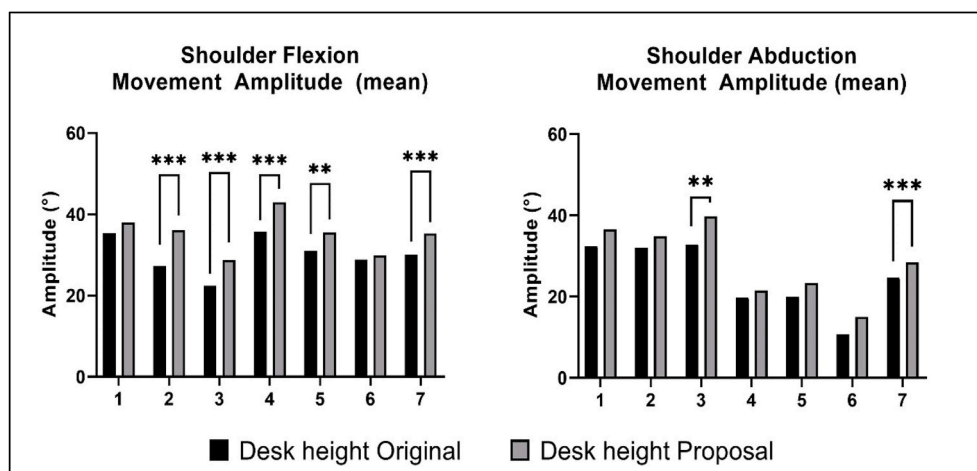 Shoulder Flexion
Movement Amplitude (mean)
Amplitude (°)
60
40
20
0
***
***
***
**
***
1 2 3 4 5 6 7
Shoulder Abduction
Movement Amplitude (mean)
Amplitude (°)
60
40
20
0
**
***
1 2 3 4 5 6 7
Desk height Original
Desk height Proposal